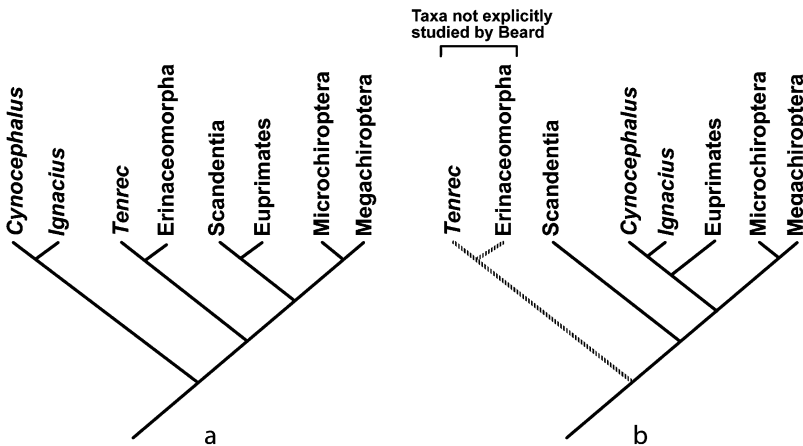 Taxa not explicitly
studied by Beard
Cynocephalus
Ignacius
Tenrec
Erinaceomorpha
Scandentia
Euprimates
Microchiroptera
Megachiroptera
Tenrec
Erinaceomorpha
Scandentia
Cynocephalus
Ignacius
Euprimates
Microchiroptera
Megachiroptera
a
b